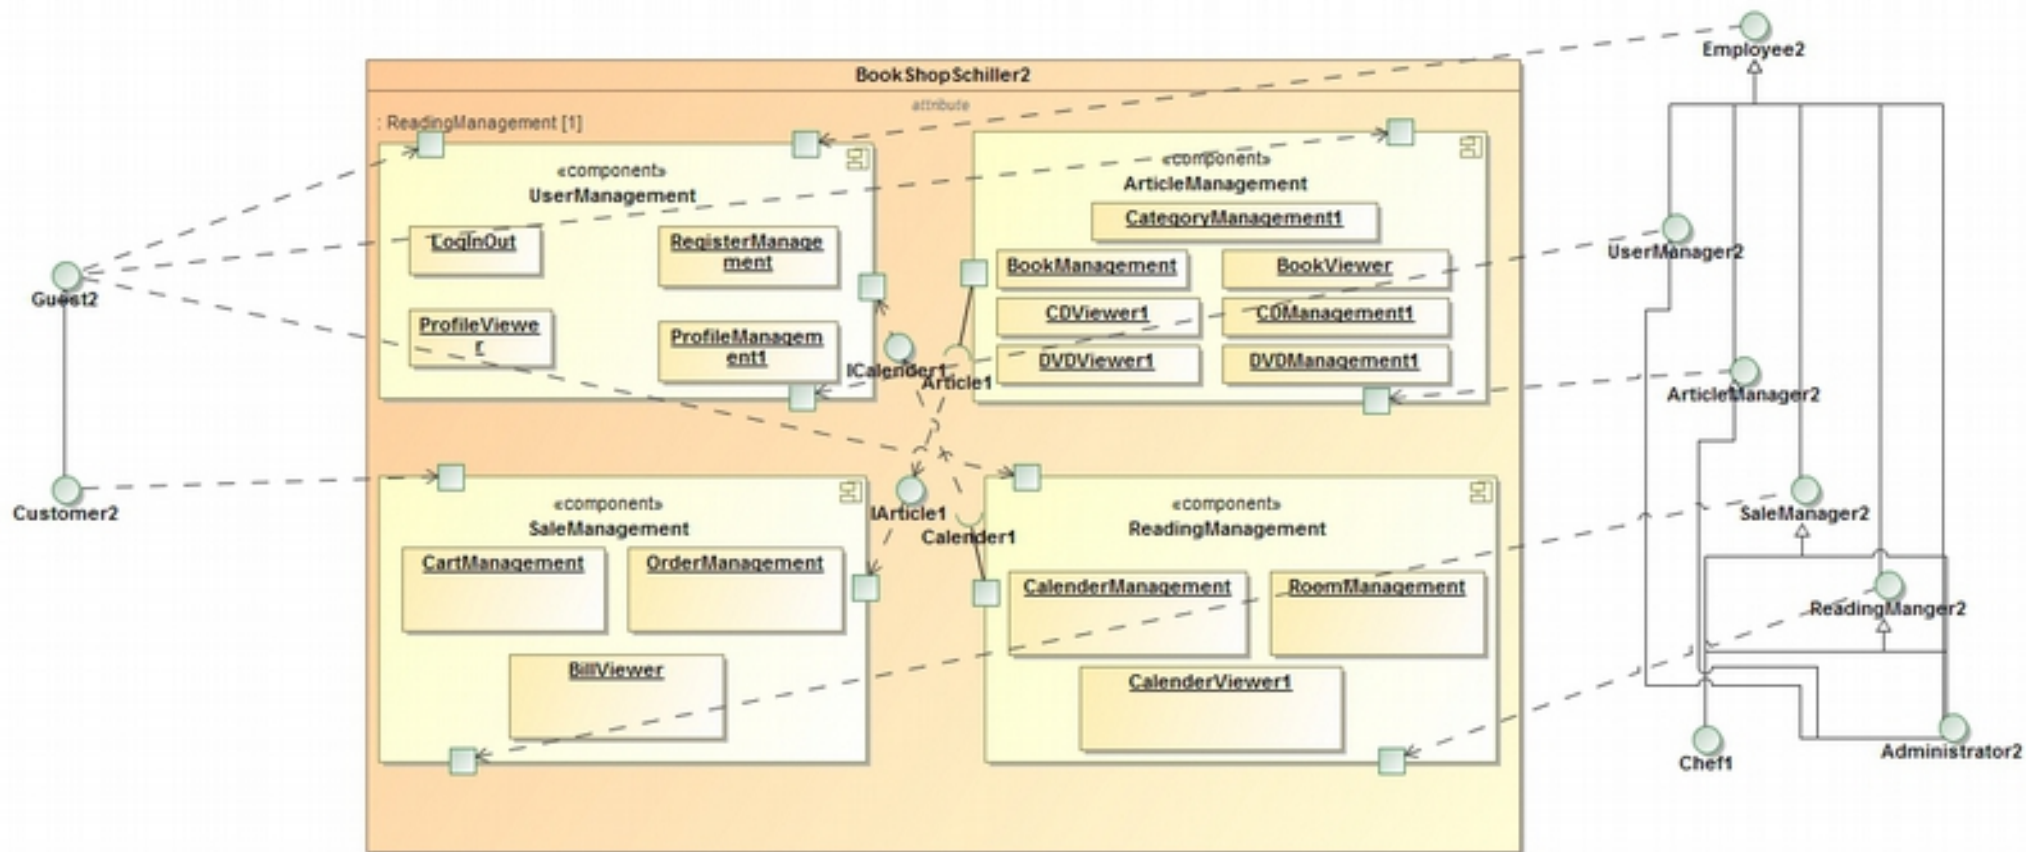 Employee2
BookShopSchiller2
attribute
: ReadingManagement [1]
«component»
UserManagement
LogInOut
RegisterManage
ment
ProfileViewe
r
ProfileManagem
ent1
«component»
ArticleManagement
CategoryManagement1
BookManagement
BookViewer
CDViewer1
CDManagement1
DVDViewer1
DVDManagement1
ICalender1
Article1
Guest2
Customer2
UserManager2
ArticleManager2
«component»
SaleManagement
CartManagement
OrderManagement
BillViewer
IArticle1
Calender1
«component»
ReadingManagement
CalenderManagement
RoomManagement
CalenderViewer1
SaleManager2
ReadingManger2
Chef1
Administrator2